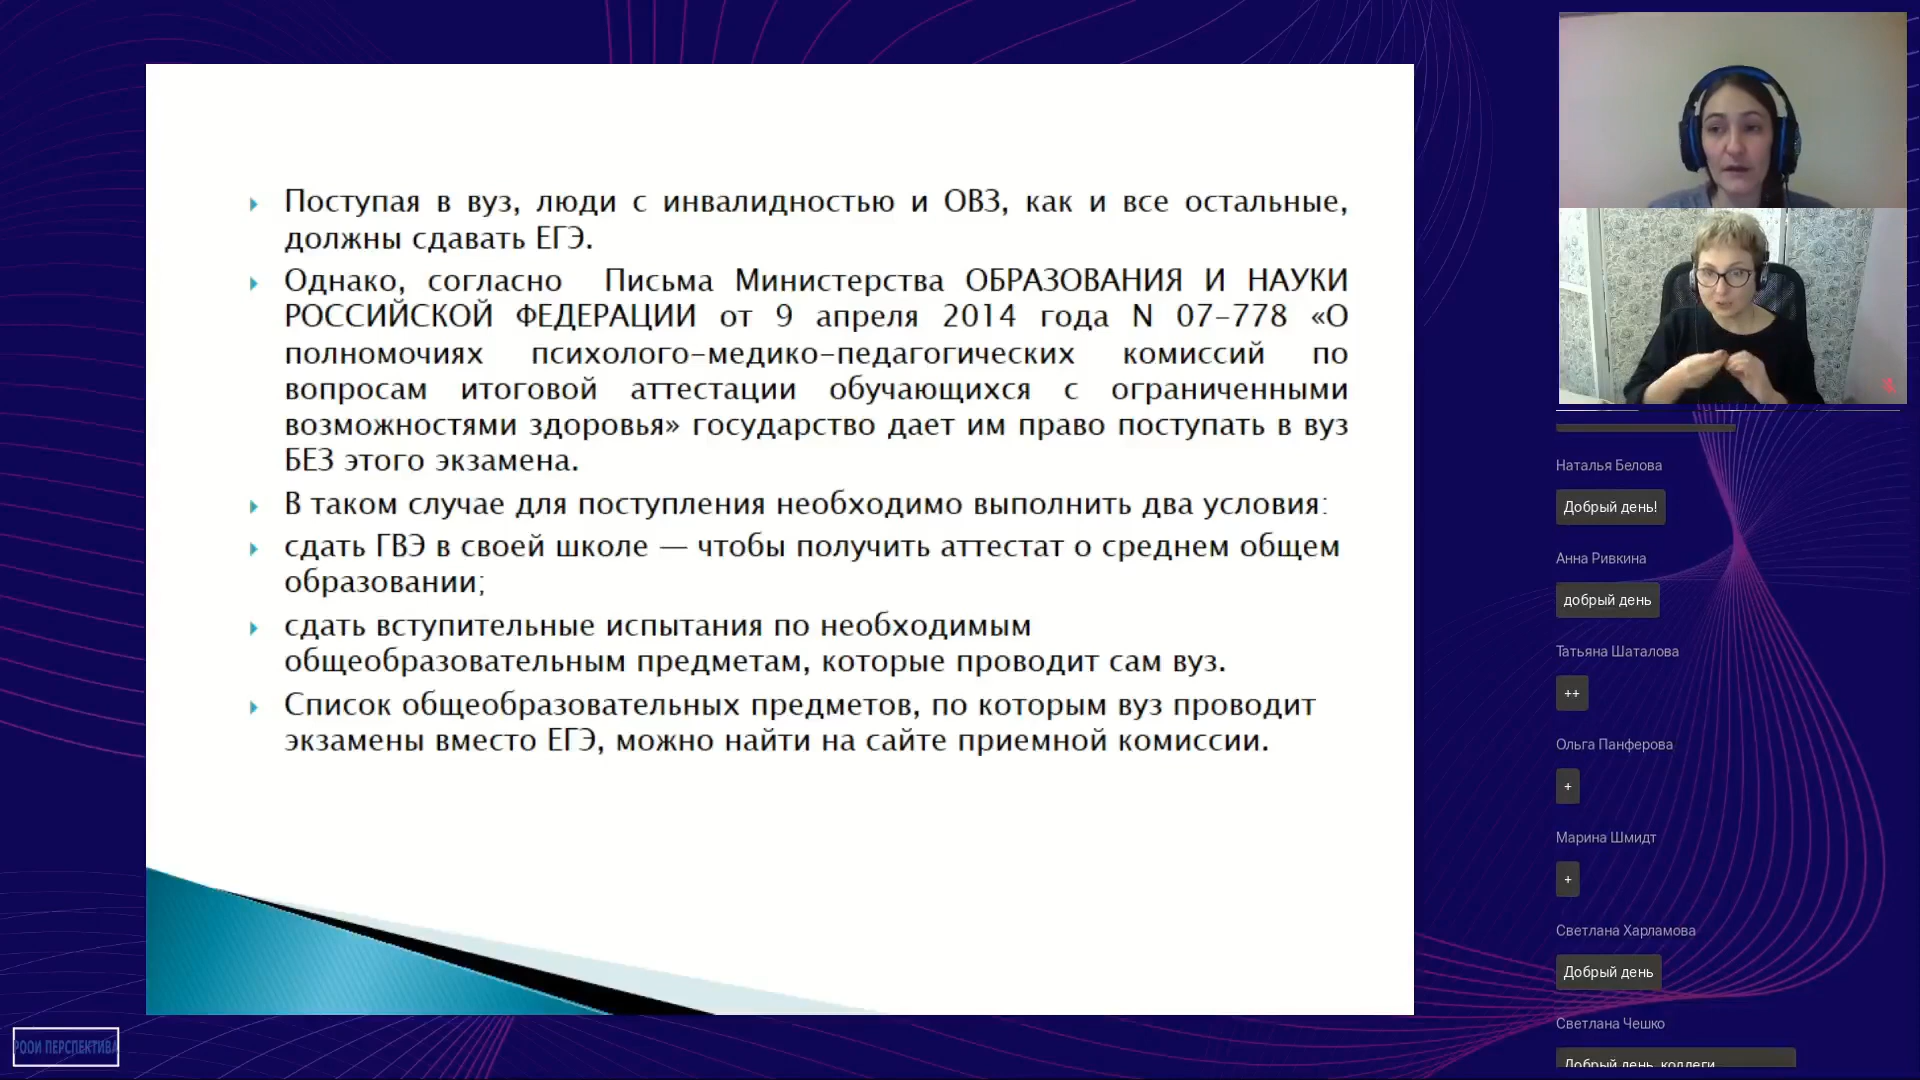 Поступая в вуз, люди с инвалидностью и ОВЗ, как и все остальные,
должны сдавать ЕГЭ.
Однако, согласно Письма Министерства ОБРАЗОВАНИЯ И НАУКИ
РОССИЙСКОЙ ФЕДЕРАЦИИ от 9 апреля 2014 года N 07-778 «О
полномочиях психолого-медико-педагогических комиссий по
вопросам итоговой аттестации обучающихся с ограниченными
возможностями здоровья» государство дает им право поступать в вуз
БЕЗ этого экзамена.
В таком случае для поступления необходимо выполнить два условия:
сдать ГВЭ в своей школе — чтобы получить аттестат о среднем общем
образовании;
сдать вступительные испытания по необходимым
общеобразовательным предметам, которые проводит сам вуз.
Список общеобразовательных предметов, по которым вуз проводит
экзамены вместо ЕГЭ, можно найти на сайте приемной комиссии.
Наталья Белова
Добрый день!
Анна Ривкина
добрый день
Татьяна Шаталова
++
Ольга Панферова
+
Марина Шмидт
+
Светлана Харламова
Добрый день
Светлана Чешко
Добрый день, коллеги
РООИ ПЕРСПЕКТИВА